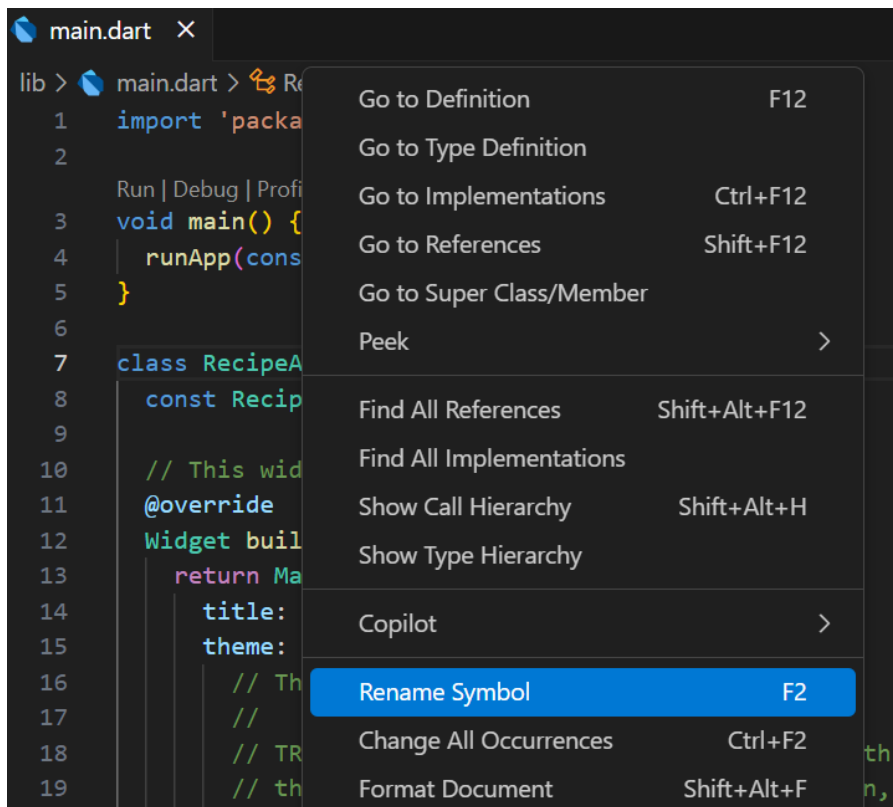 main.dart ×
lib > main.dart > Re
1 import 'packa
2
Run | Debug | Profi
3 void main() {
4 runApp(cons
5 }
6
7 class RecipeA
8 const Recip
9
10 // This wid
11 @override
12 Widget buil
13 return Ma
14 title:
15 theme:
16 // Th
17 //
18 // TR
19 // th
Go to Definition F12
Go to Type Definition
Go to Implementations Ctrl+F12
Go to References Shift+F12
Go to Super Class/Member
Peek >
Find All References Shift+Alt+F12
Find All Implementations
Show Call Hierarchy Shift+Alt+H
Show Type Hierarchy
Copilot >
Rename Symbol F2
Change All Occurrences Ctrl+F2
Format Document Shift+Alt+F
th
n,